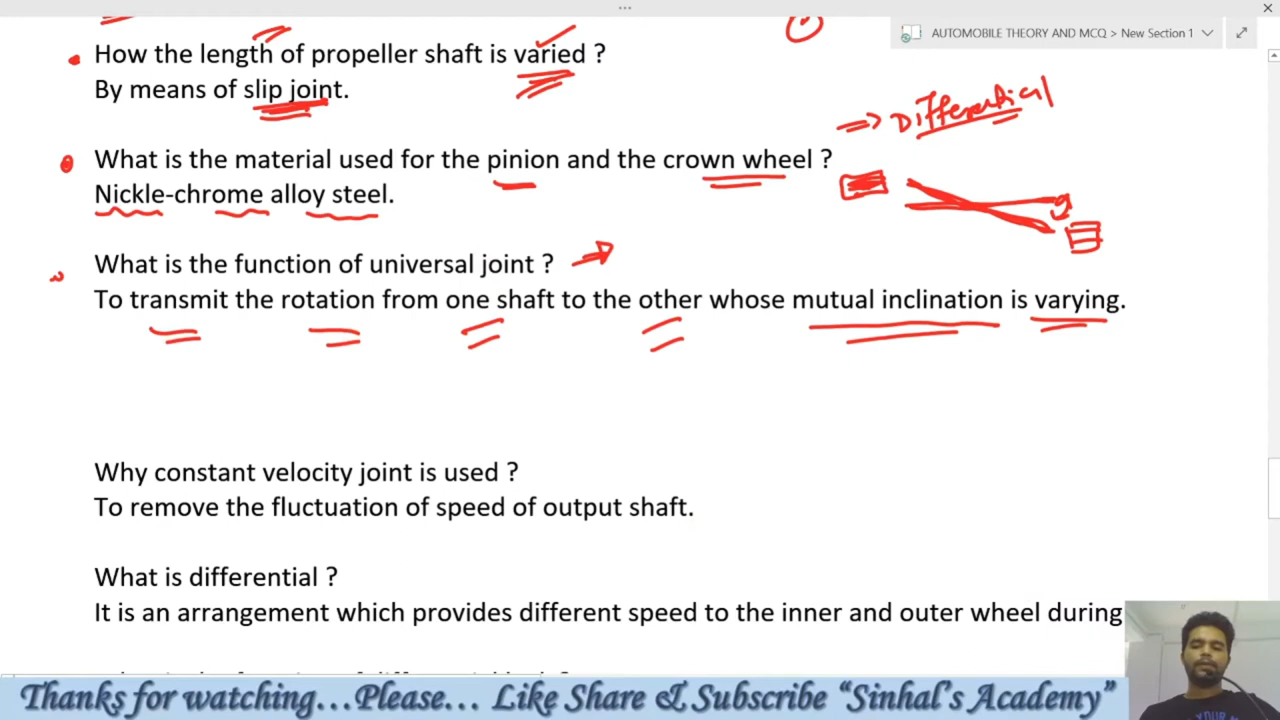 AUTOMOBILE THEORY AND MCQ > New Section 1
How the length of propeller shaft is varied ?
By means of slip joint.
Differential
What is the material used for the pinion and the crown wheel ?
Nickle-chrome alloy steel.
What is the function of universal joint ?
To transmit the rotation from one shaft to the other whose mutual inclination is varying.
Why constant velocity joint is used ?
To remove the fluctuation of speed of output shaft.
What is differential ?
It is an arrangement which provides different speed to the inner and outer wheel during
Thanks for watching...Please... Like Share & Subscribe “Sinhal’s Academy”